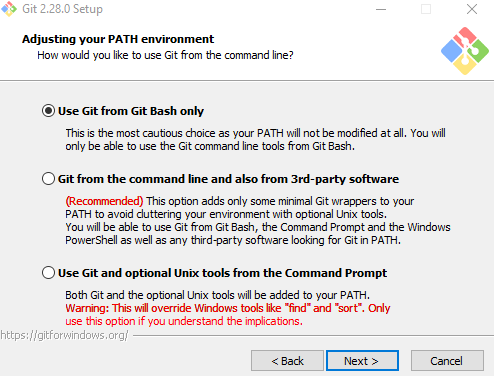 Git 2.28.0 Setup
Adjusting your PATH environment
How would you like to use Git from the command line?
Use Git from Git Bash only
This is the most cautious choice as your PATH will not be modified at all. You will
only be able to use the Git command line tools from Git Bash.
Git from the command line and also from 3rd-party software
(Recommended) This option adds only some minimal Git wrappers to your
PATH to avoid cluttering your environment with optional Unix tools.
You will be able to use Git from Git Bash, the Command Prompt and the Windows
PowerShell as well as any third-party software looking for Git in PATH.
Use Git and optional Unix tools from the Command Prompt
Both Git and the optional Unix tools will be added to your PATH.
Warning: This will override Windows tools like "find" and "sort". Only
use this option if you understand the implications.
https://gitforwindows.org/
< Back Next > Cancel